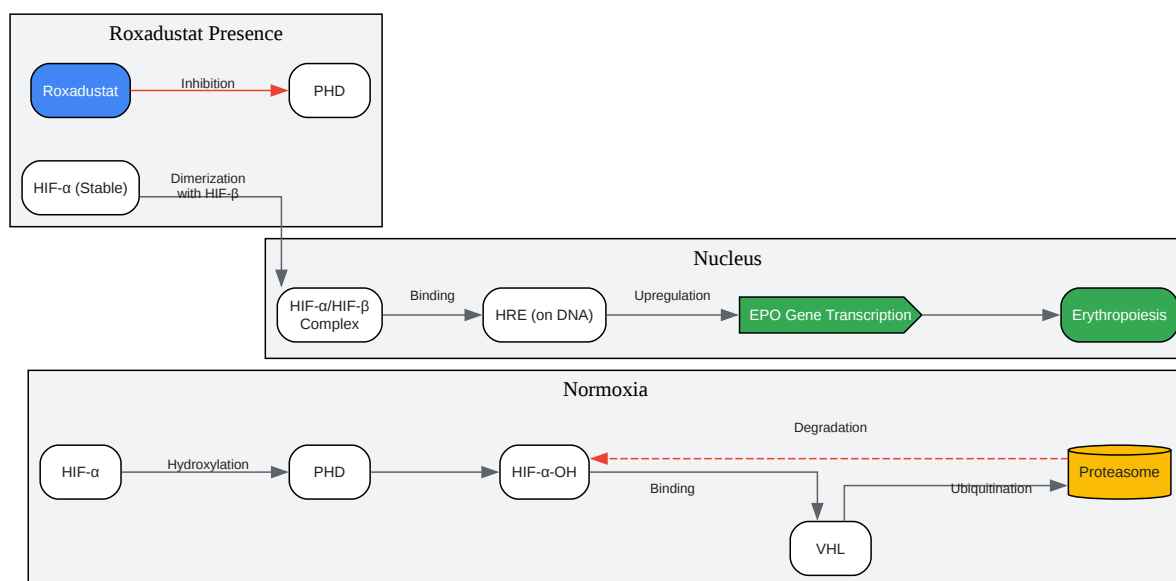 Roxadustat Presence
Roxadustat
Inhibition
PHD
HIF-α (Stable)
Dimerization
with HIF-β
Nucleus
HIF-α/HIF-β
Complex
Binding
HRE (on DNA)
Upregulation
EPO Gene Transcription
Erythropoiesis
Normoxia
HIF-α
Hydroxylation
PHD
HIF-α-OH
Degradation
Binding
VHL
Ubiquitination
Proteasome